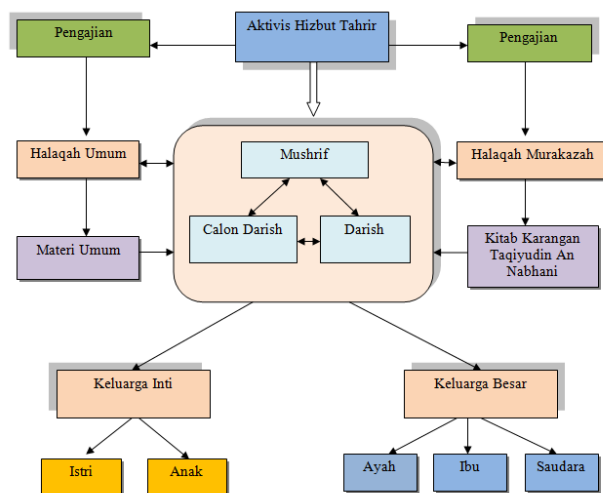 Pengajian
Aktivis Hizbut Tahrir
Pengajian
Halaqah Umum
Mushrif
Halaqah Murakazah
Calon Darish
Darish
Materi Umum
Kitab Karangan
Taqiyudin An
Nabhani
Keluarga Inti
Keluarga Besar
Istri
Anak
Ayah
Ibu
Saudara